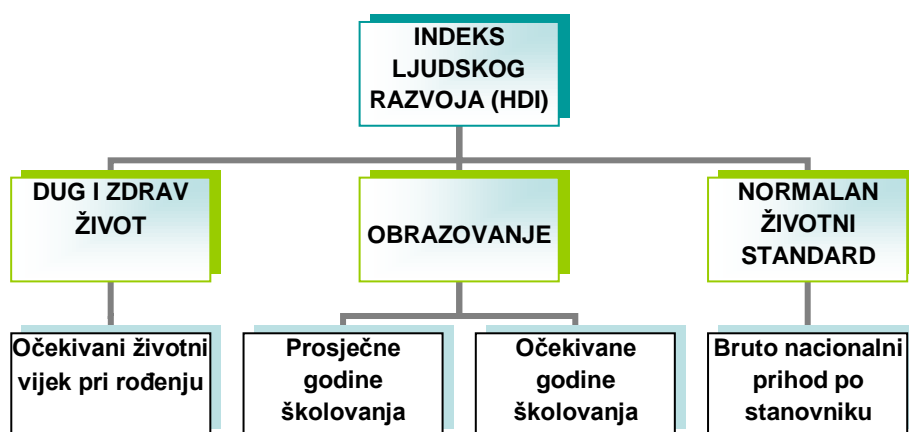 INDEKS
LJUDSKOG
RAZVOJA (HDI)
DUG I ZDRAV
ŽIVOT
OBRAZOVANJE
NORMALAN
ŽIVOTNI
STANDARD
Očekivani životni
vijek pri rođenju
Prosječne
godine
školovanja
Očekivane
godine
školovanja
Bruto nacionalni
prihod po
stanovniku